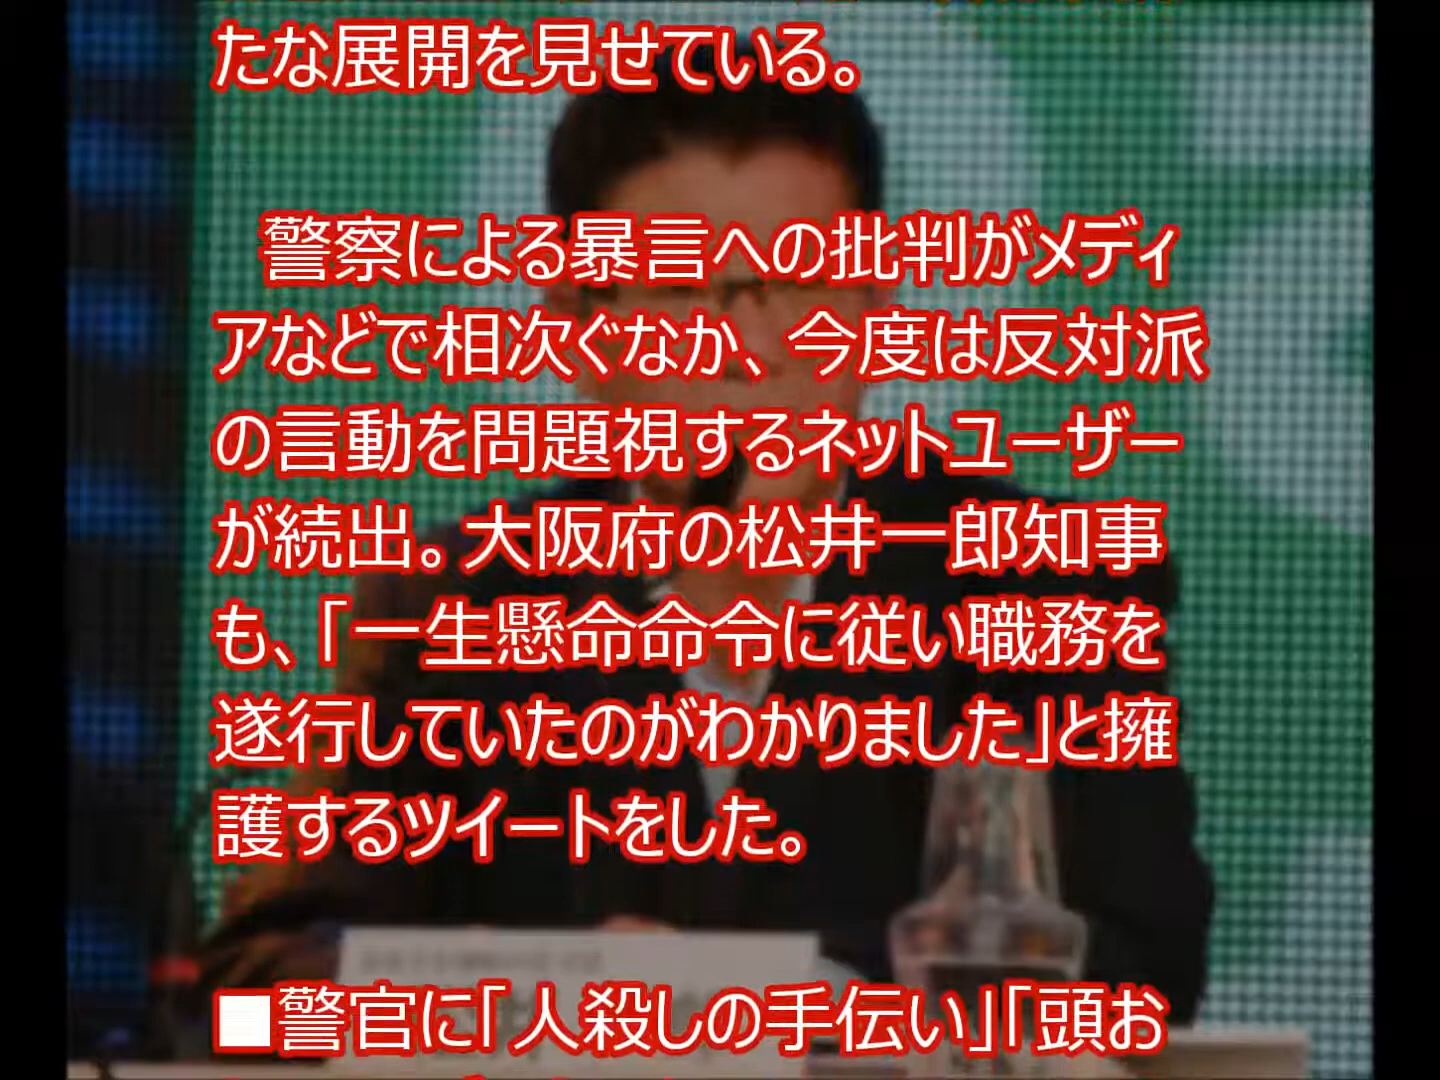 たな展開を見せている。
警察による暴言への批判がメディ
アなどで相次ぐなか、今度は反対派
の言動を問題視するネットユーザー
が続出。大阪府の松井一郎知事
も、「一生懸命命令に従い職務を
遂行していたのがわかりました」と擁
護するツイートをした。
■警官に「人殺しの手伝い」「頭お